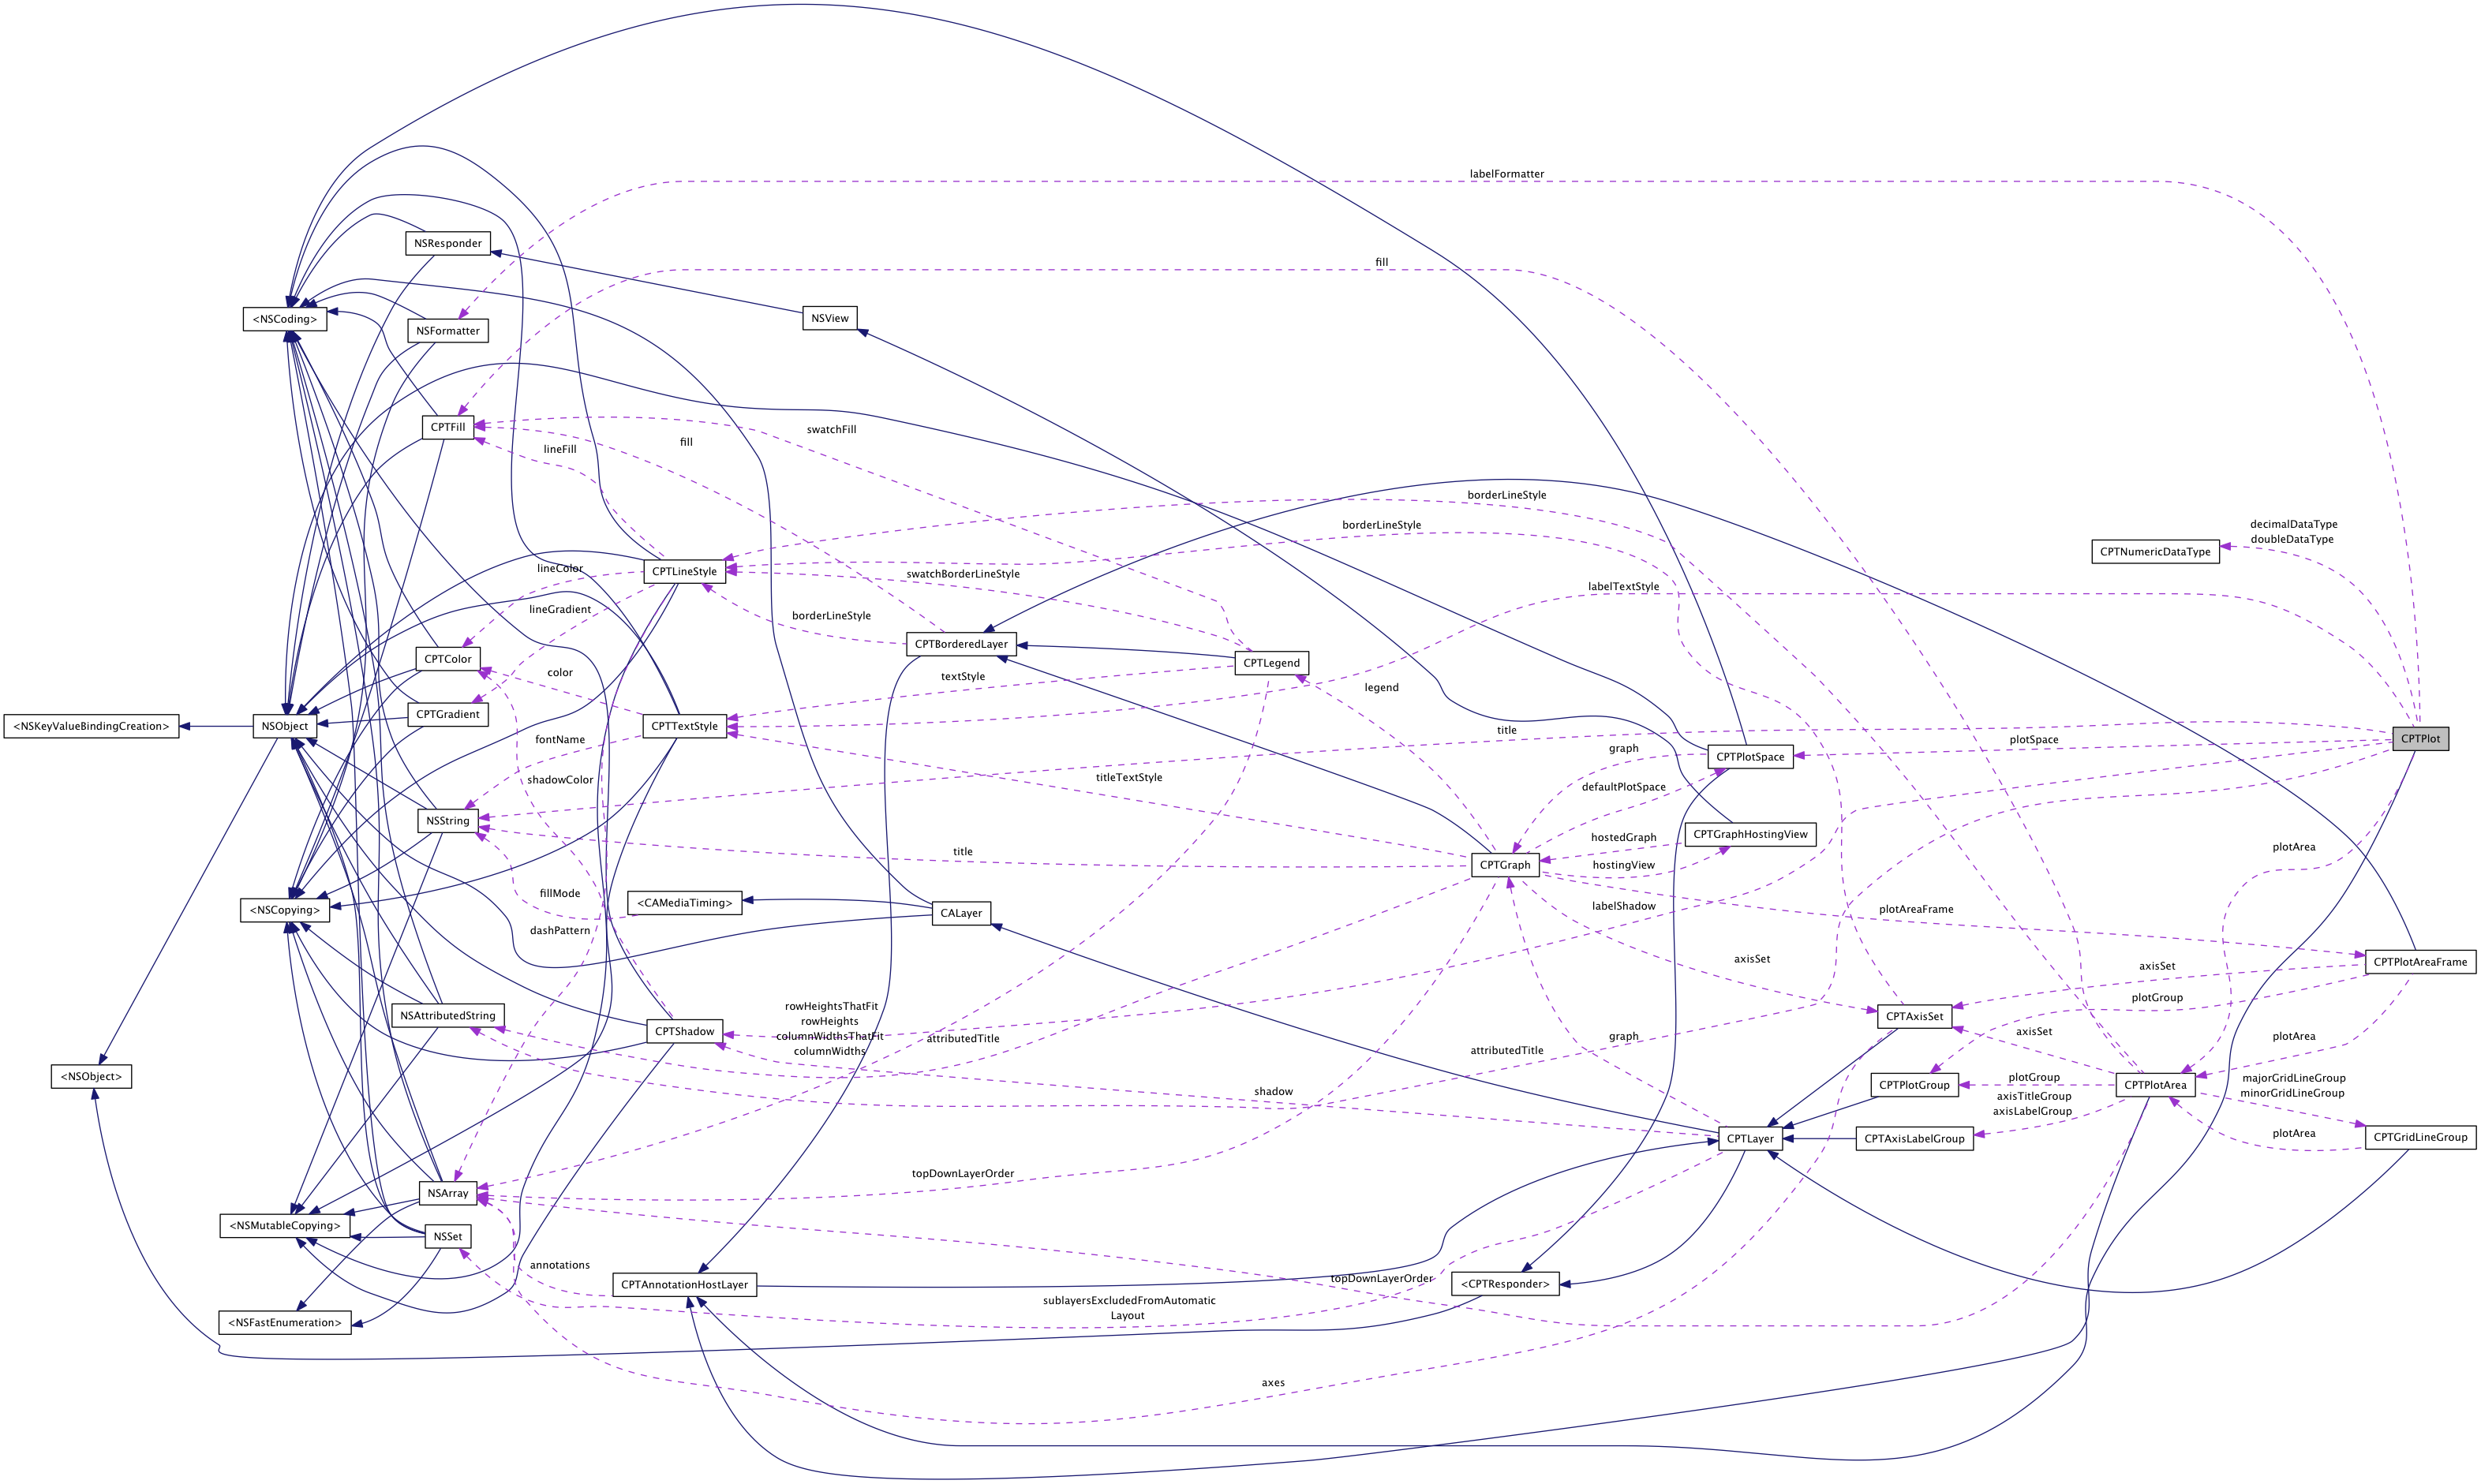 labelFormatter
NSResponder
fill
<NSCoding>
NSView
NSFormatter
CPTFill
swatchFill
fill
lineFill
borderLineStyle
borderLineStyle
decimalDataType
doubleDataType
CPTNumericDataType
CPTLineStyle
lineColor
swatchBorderLineStyle
labelTextStyle
lineGradient
borderLineStyle
CPTBorderedLayer
CPTColor
CPTLegend
color
textStyle
legend
CPTGradient
<NSKeyValueBindingCreation>
NSObject
CPTTextStyle
title
CPTPlot
fontName
graph
plotSpace
CPTPlotSpace
shadowColor
titleTextStyle
defaultPlotSpace
NSString
CPTGraphHostingView
hostedGraph
title
plotArea
CPTGraph
hostingView
fillMode
<NSCopying>
<CAMediaTiming>
CALayer
labelShadow
plotAreaFrame
dashPattern
axisSet
CPTPlotAreaFrame
axisSet
plotGroup
rowHeightsThatFit
rowHeights
columnWidthsThatFit
columnWidths
NSAttributedString
CPTShadow
attributedTitle
CPTAxisSet
axisSet
graph
plotArea
attributedTitle
<NSObject>
plotGroup
CPTPlotGroup
CPTPlotArea
majorGridLineGroup
minorGridLineGroup
shadow
axisTitleGroup
axisLabelGroup
CPTLayer
CPTAxisLabelGroup
plotArea
CPTGridLineGroup
topDownLayerOrder
NSArray
<NSMutableCopying>
NSSet
annotations
CPTAnnotationHostLayer
topDownLayerOrder
<CPTResponder>
sublayersExcludedFromAutomatic
Layout
<NSFastEnumeration>
axes